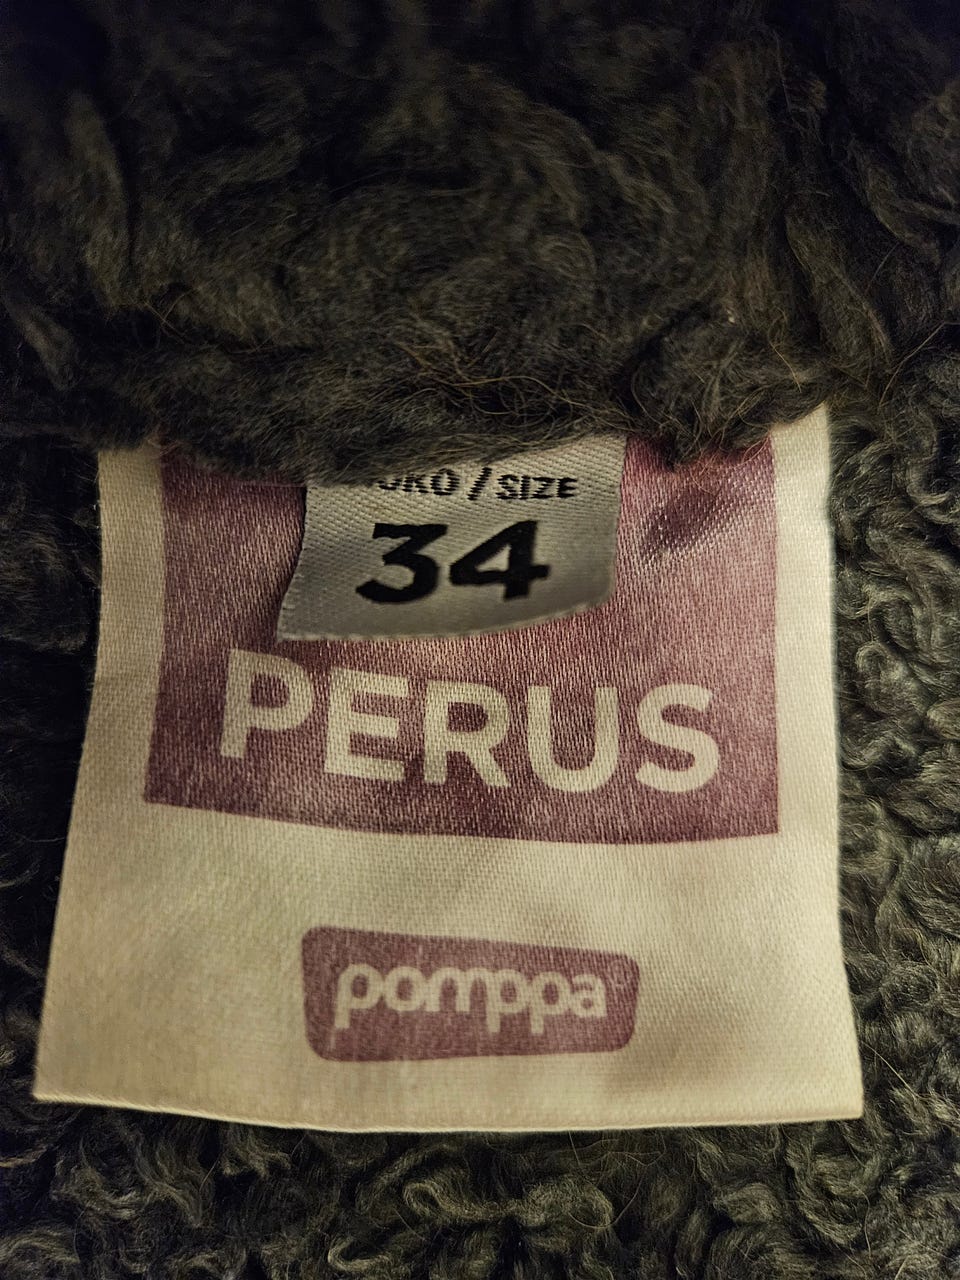 / SIZE
34
PERUS
pomppa